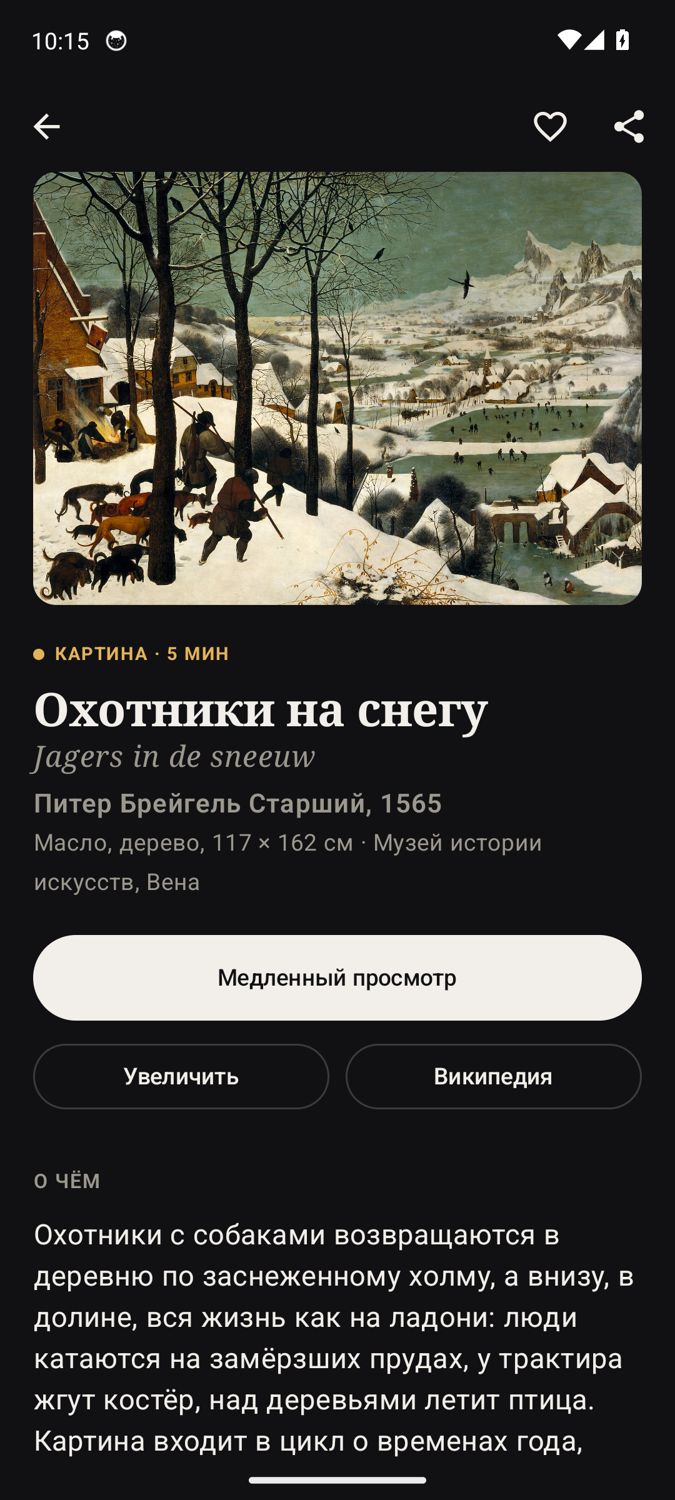 10:15
КАРТИНА · 5 МИН
Охотники на снегу
Jagers in de sneeuw
Питер Брейгель Старший, 1565
Масло, дерево, 117 × 162 см · Музей истории
искусств, Вена
Медленный просмотр
Увеличить
Википедия
О ЧЁМ
Охотники с собаками возвращаются в
деревню по заснеженному холму, а внизу, в
долине, вся жизнь как на ладони: люди
катаются на замёрзших прудах, у трактира
жгут костёр, над деревьями летит птица.
Картина входит в цикл о временах года,